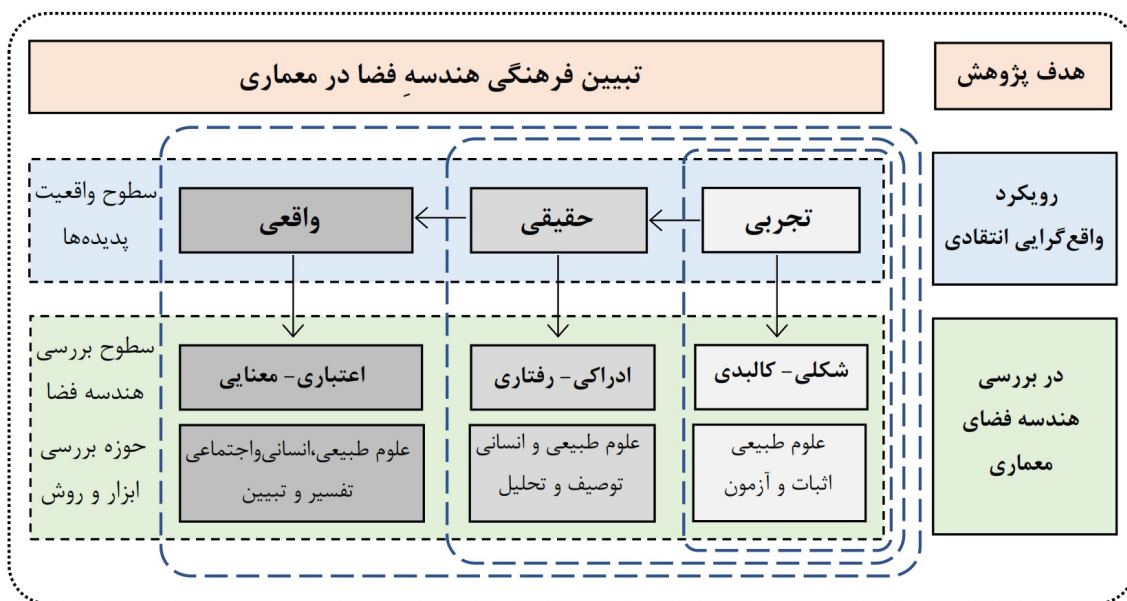 هدف پژوهش
تبیین فرهنگی هندسهِ فضا در معماری
رویکرد
واقع‌گرایی انتقادی
تجربی
حقیقی
واقعی
سطوح واقعیت
پدیده‌ها
در بررسی
هندسه فضای
معماری
شکلی- کالبدی
ادراکی- رفتاری
اعتباری- معنایی
سطوح بررسی
هندسه فضا
علوم طبیعی
اثبات و آزمون
علوم طبیعی و انسانی
توصیف و تحلیل
علوم طبیعی،انسانی‌واجتماعی
تفسیر و تبیین
حوزه بررسی
ابزار و روش